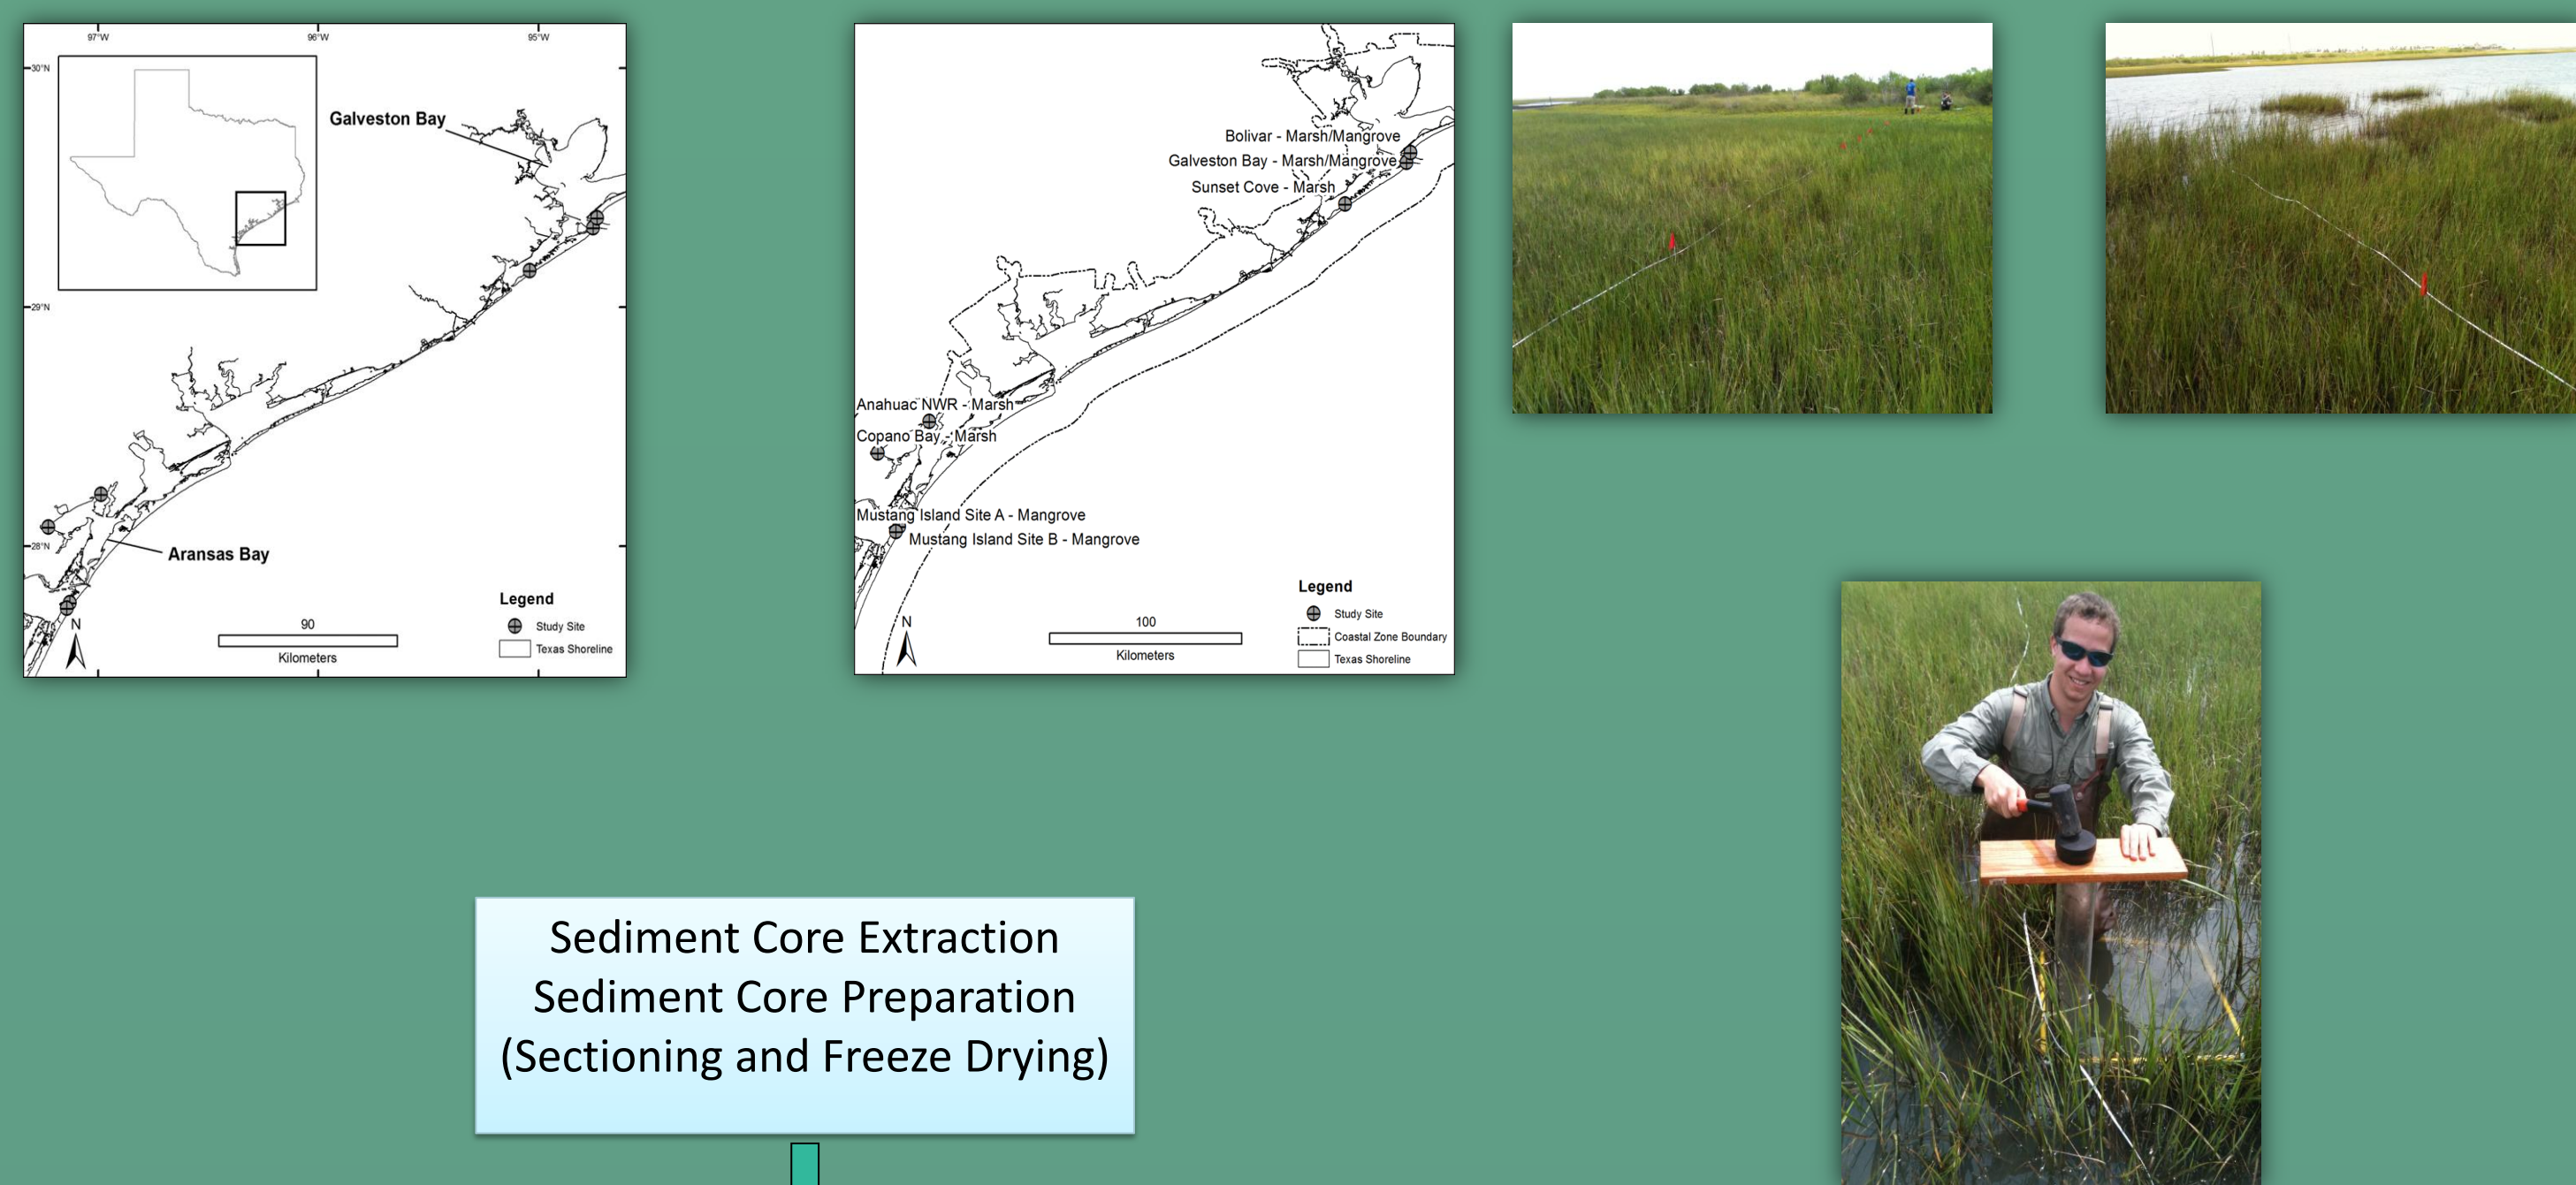 97°W 96°W 95°W
30°N
Galveston Bay
29°N
28°N
Aransas Bay
Legend
Study Site
Texas Shoreline
N
90
Kilometers
Bolivar - Marsh/Mangrove
Galveston Bay - Marsh/Mangrove
Sunset Cove - Marsh
Anahuac NWR - Marsh
Copano Bay - Marsh
Mustang Island Site A - Mangrove
Mustang Island Site B - Mangrove
Legend
Study Site
Coastal Zone Boundary
Texas Shoreline
N
100
Kilometers
Sediment Core Extraction
Sediment Core Preparation
(Sectioning and Freeze Drying)